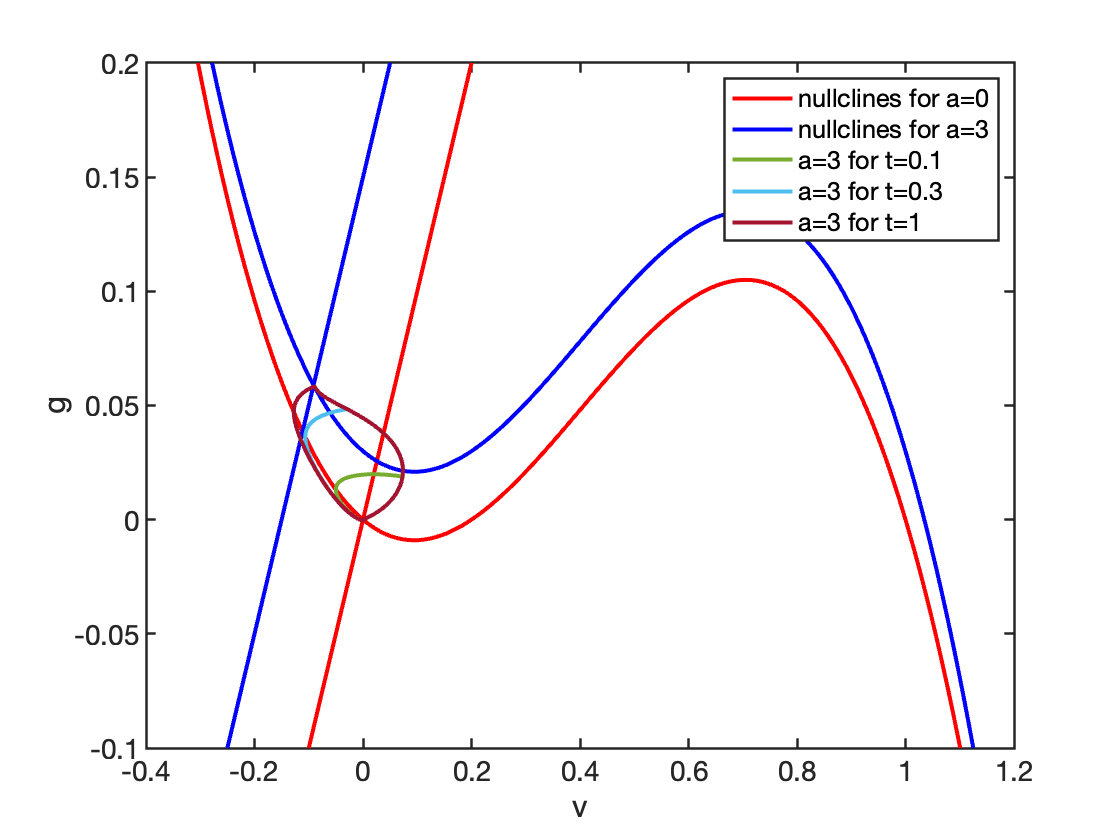 0.2
0.15
0.1
0.05
0
-0.05
-0.1
g
-0.4
-0.2
0
0.2
0.4
0.6
0.8
1
1.2
v
nullclines for a=0
nullclines for a=3
a=3 for t=0.1
a=3 for t=0.3
a=3 for t=1